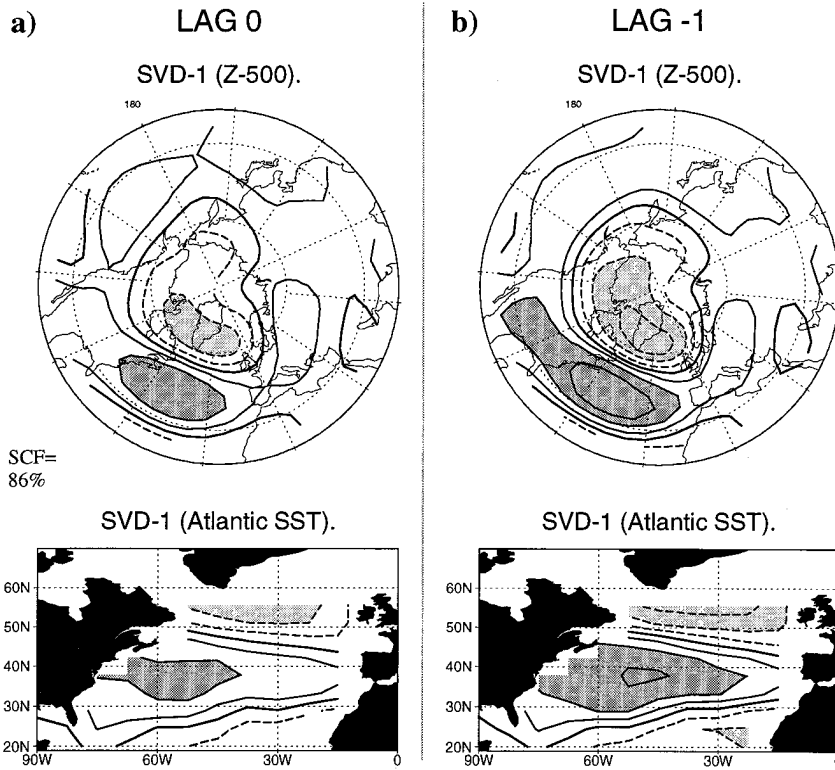 a)
LAG 0
SVD-1 (Z-500).
180
SCF=
86%
SVD-1 (Atlantic SST).
60N
50N
40N
30N
20N
90W
60W
30W
0
b)
LAG -1
SVD-1 (Z-500).
180
SVD-1 (Atlantic SST).
60N
50N
40N
30N
20N
90W
60W
30W